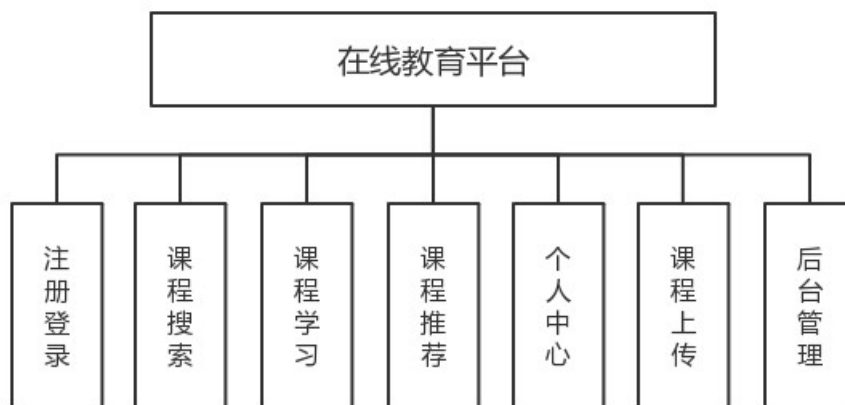 在线教育平台
注册登录
课程搜索
课程学习
课程推荐
个人中心
课程上传
后台管理